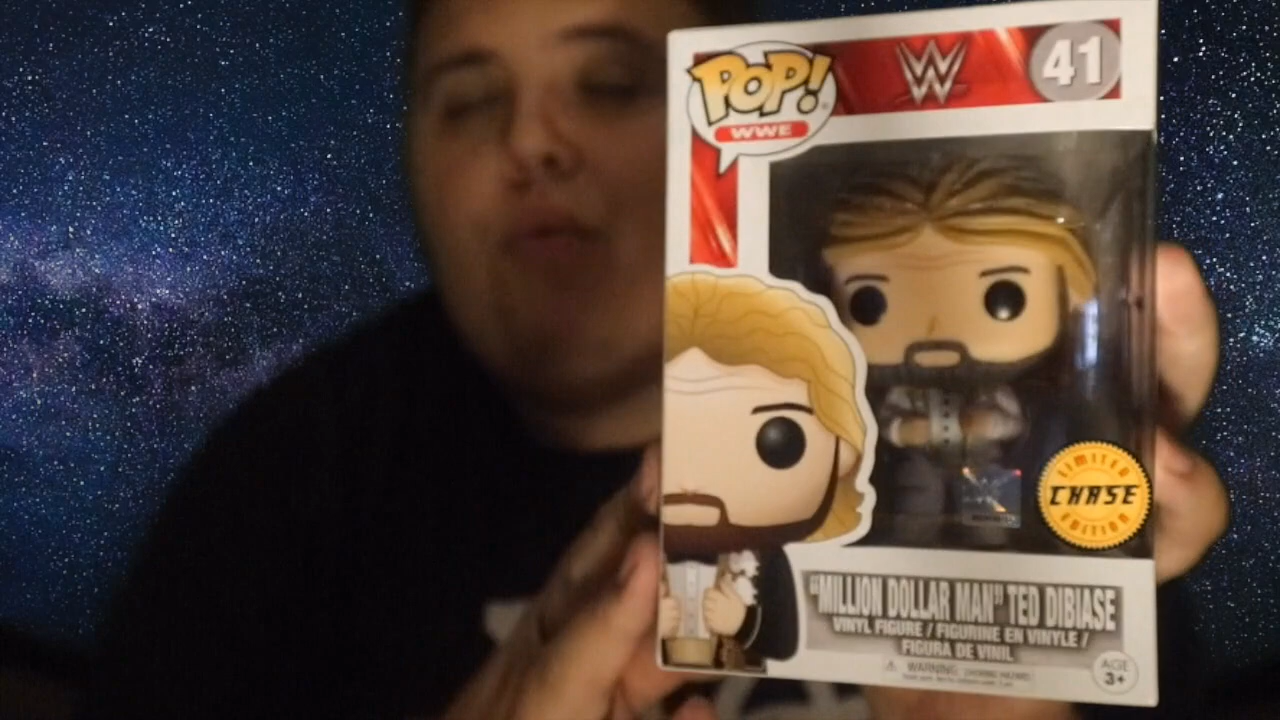 POP!
WWE
W
41
LIMITED
CHASE
EDITION
"MILLION DOLLAR MAN" TED DIBIASE
VINYL FIGURE / FIGURINE EN VINYLE /
FIGURA DE VINIL
⚠ WARNING:
AGE
3+